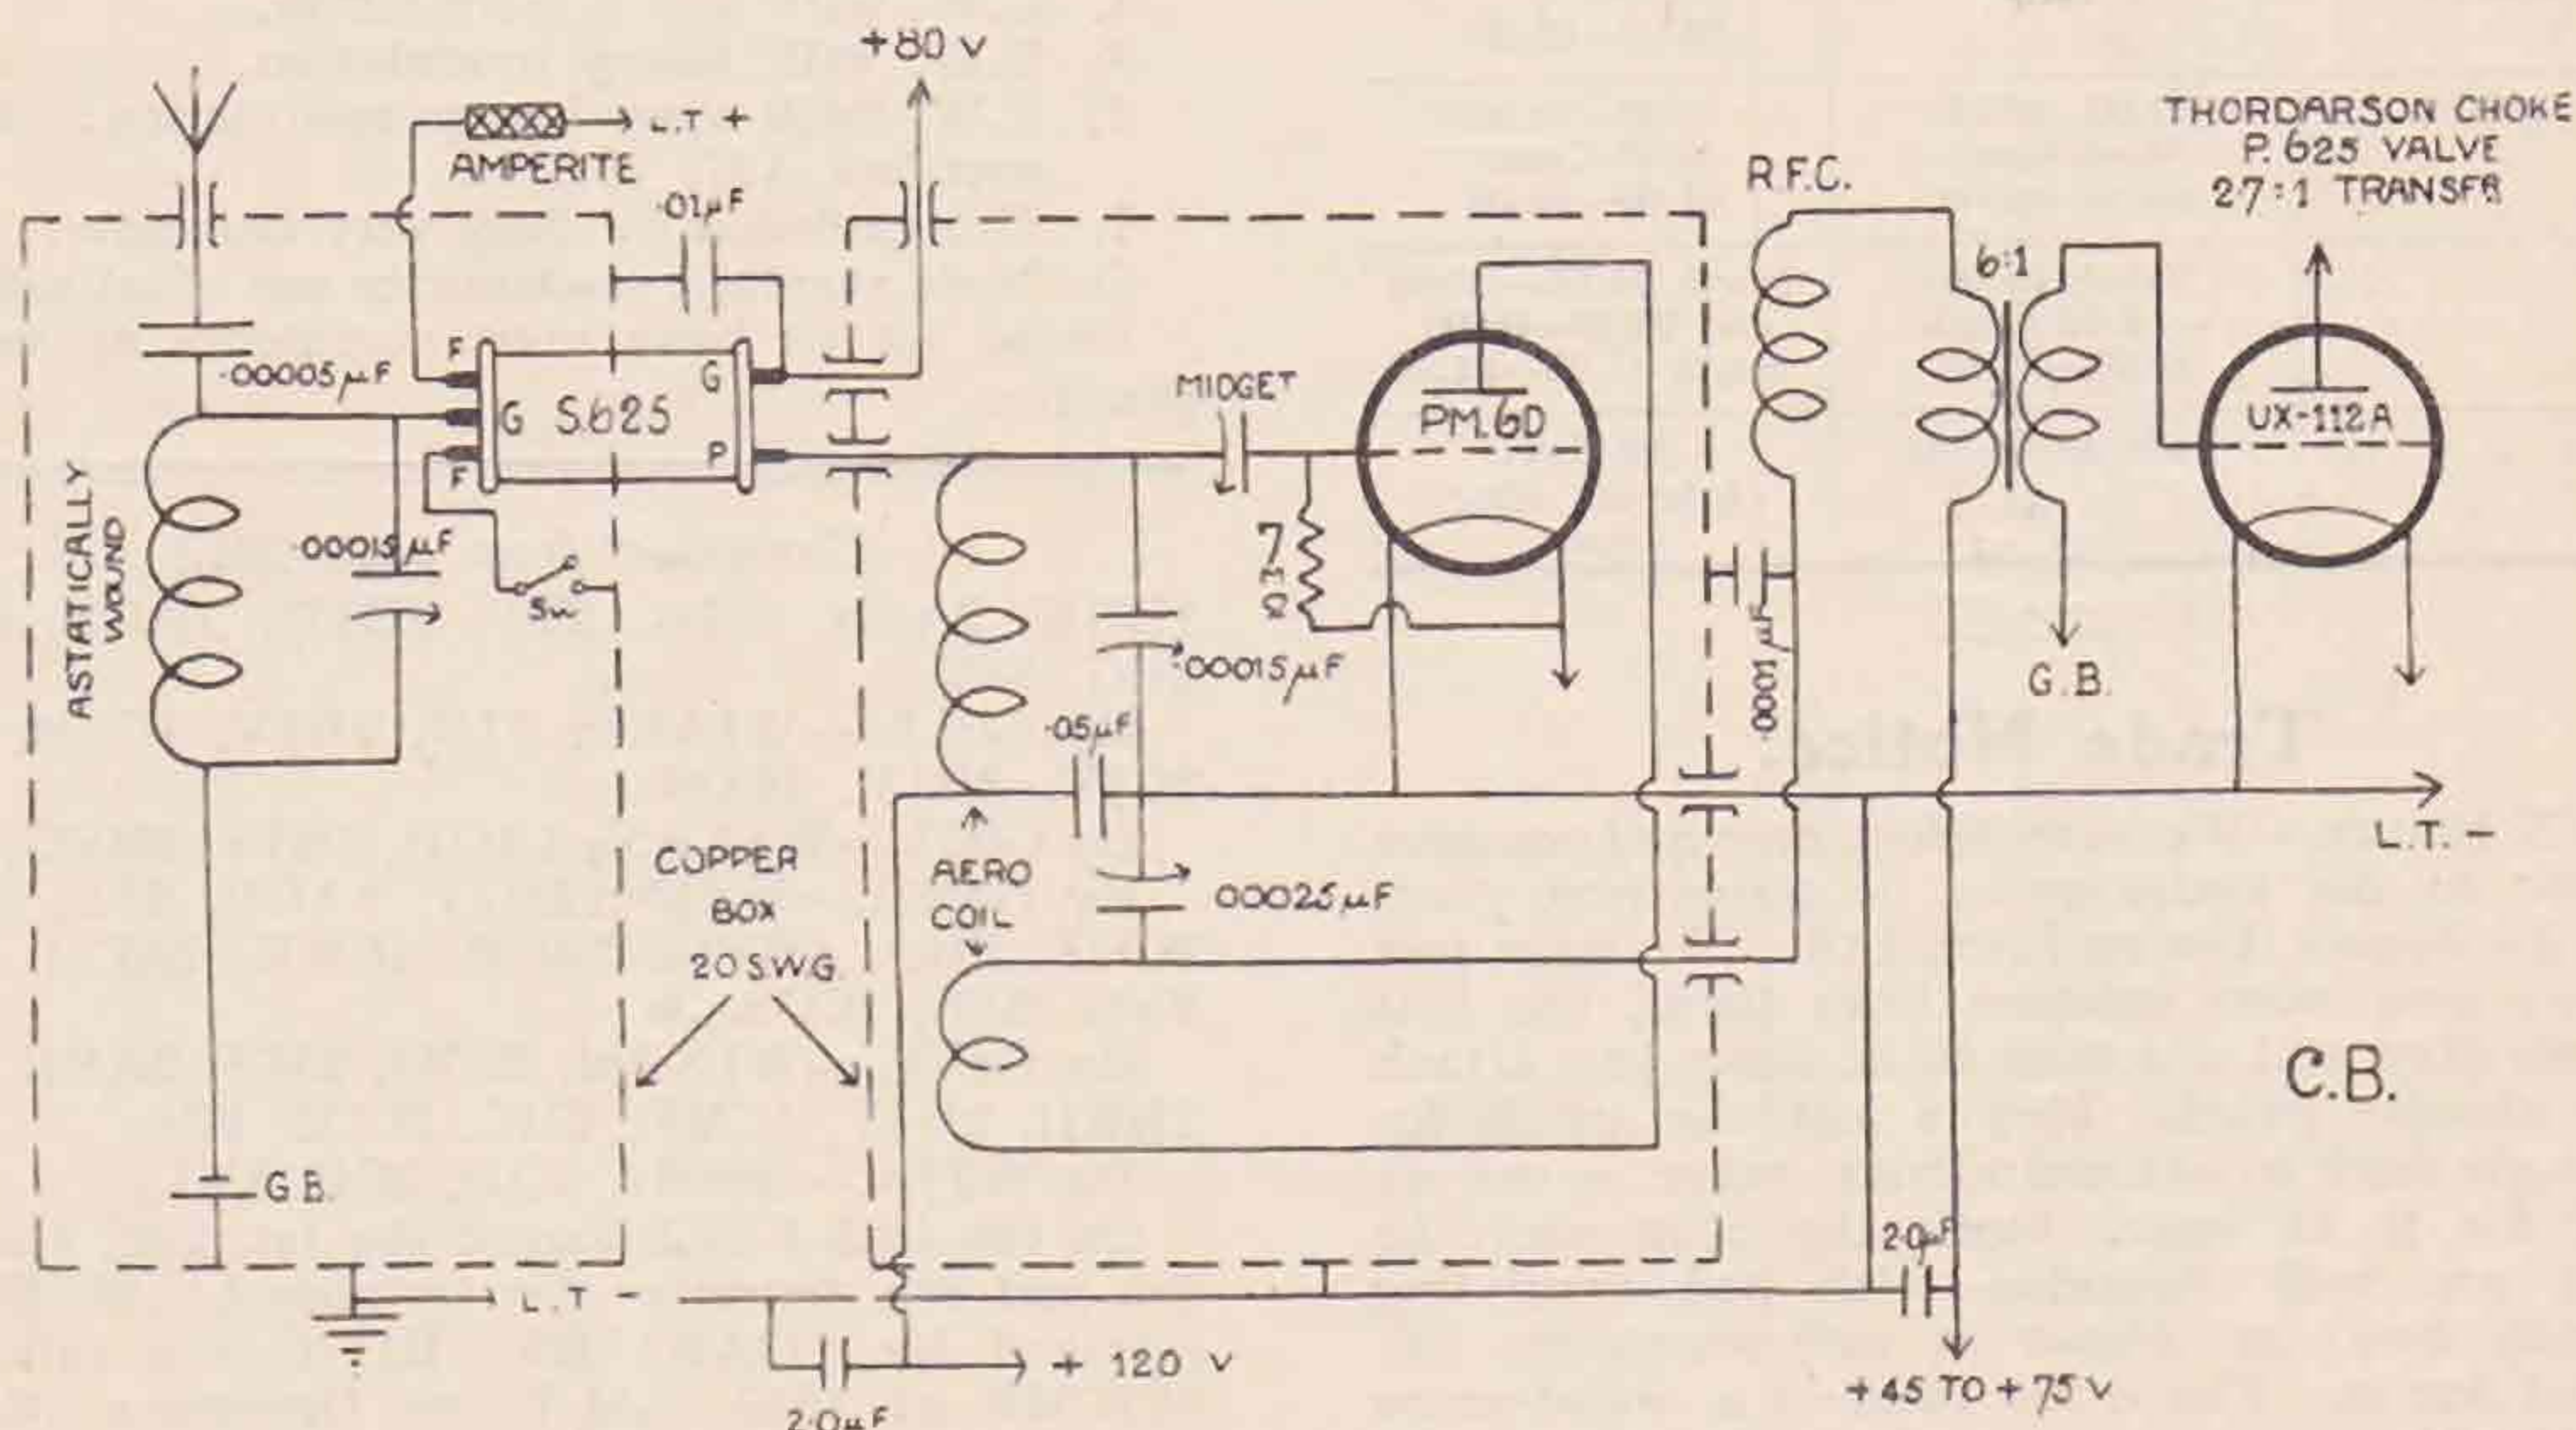 +80 V
THORDARSON CHOKE
P. 625 VALVE
27:1 TRANSFR
L.T +
AMPERITE
R.F.C.
.01µF
6:1
F
G
F
S.625
G
P
.00005µF
MIDGET
PM.6D
UX-112A
ASTATICALLY
WOUND
.00015µF
Sw
.00015µF
.0001µF
G.B.
.05µF
L.T. -
COPPER
BOX
20 S.W.G.
AERO
COIL
.00025µF
C.B.
G.B.
2.0µF
L.T -
+ 120 V
2.0µF
+45 TO +75 V